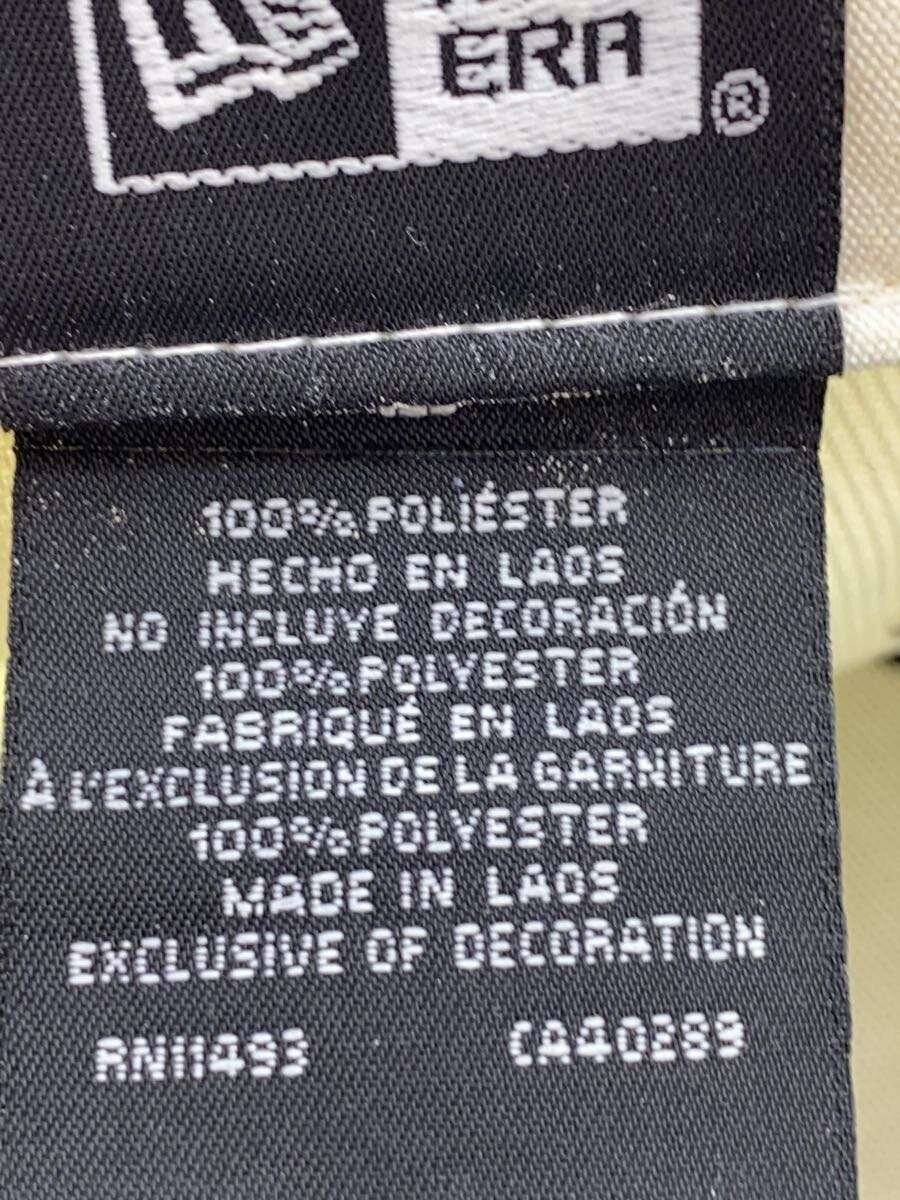 ERA
®
100% POLIÉSTER
HECHO EN LAOS
NO INCLUYE DECORACIÓN
100% POLYESTER
FABRIQUÉ EN LAOS
À L'EXCLUSION DE LA GARNITURE
100% POLYESTER
MADE IN LAOS
EXCLUSIVE OF DECORATION
RN11493 CA40289